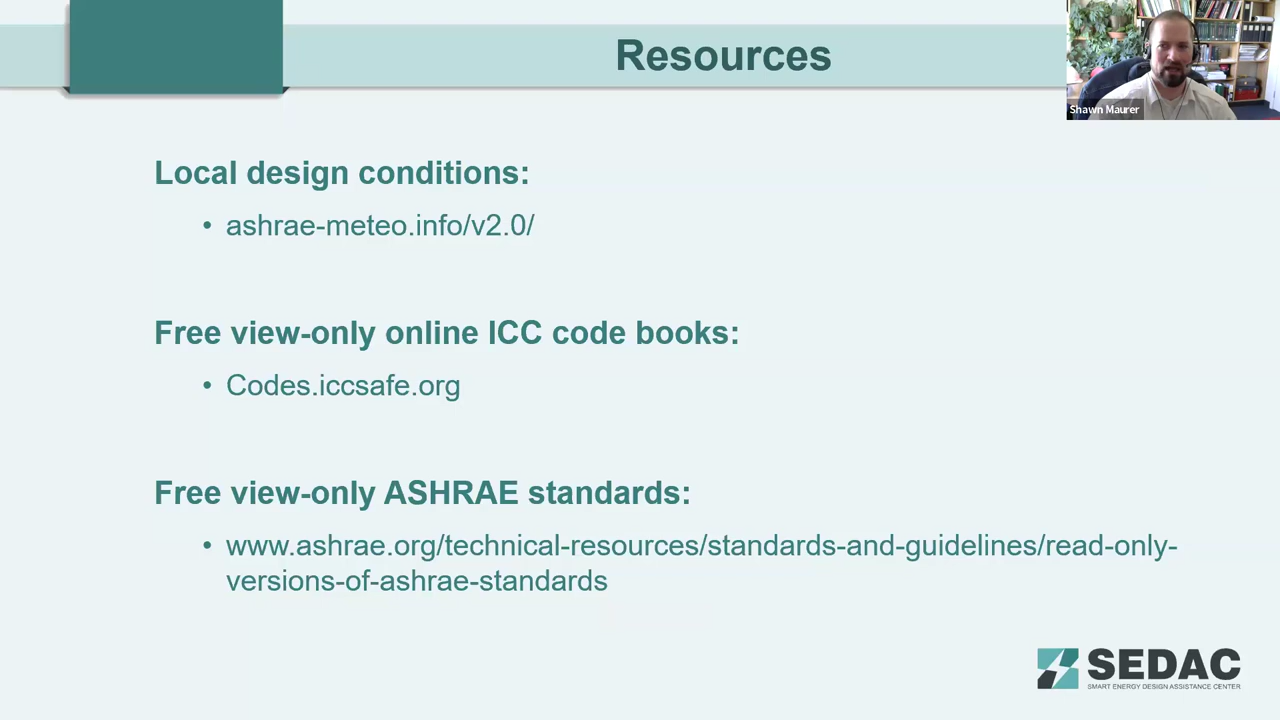 Resources
Shawn Maurer
Local design conditions:
• ashrae-meteo.info/v2.0/
Free view-only online ICC code books:
• Codes.iccsafe.org
Free view-only ASHRAE standards:
• www.ashrae.org/technical-resources/standards-and-guidelines/read-only-
versions-of-ashrae-standards
SEDAC
SMART ENERGY DESIGN ASSISTANCE CENTER